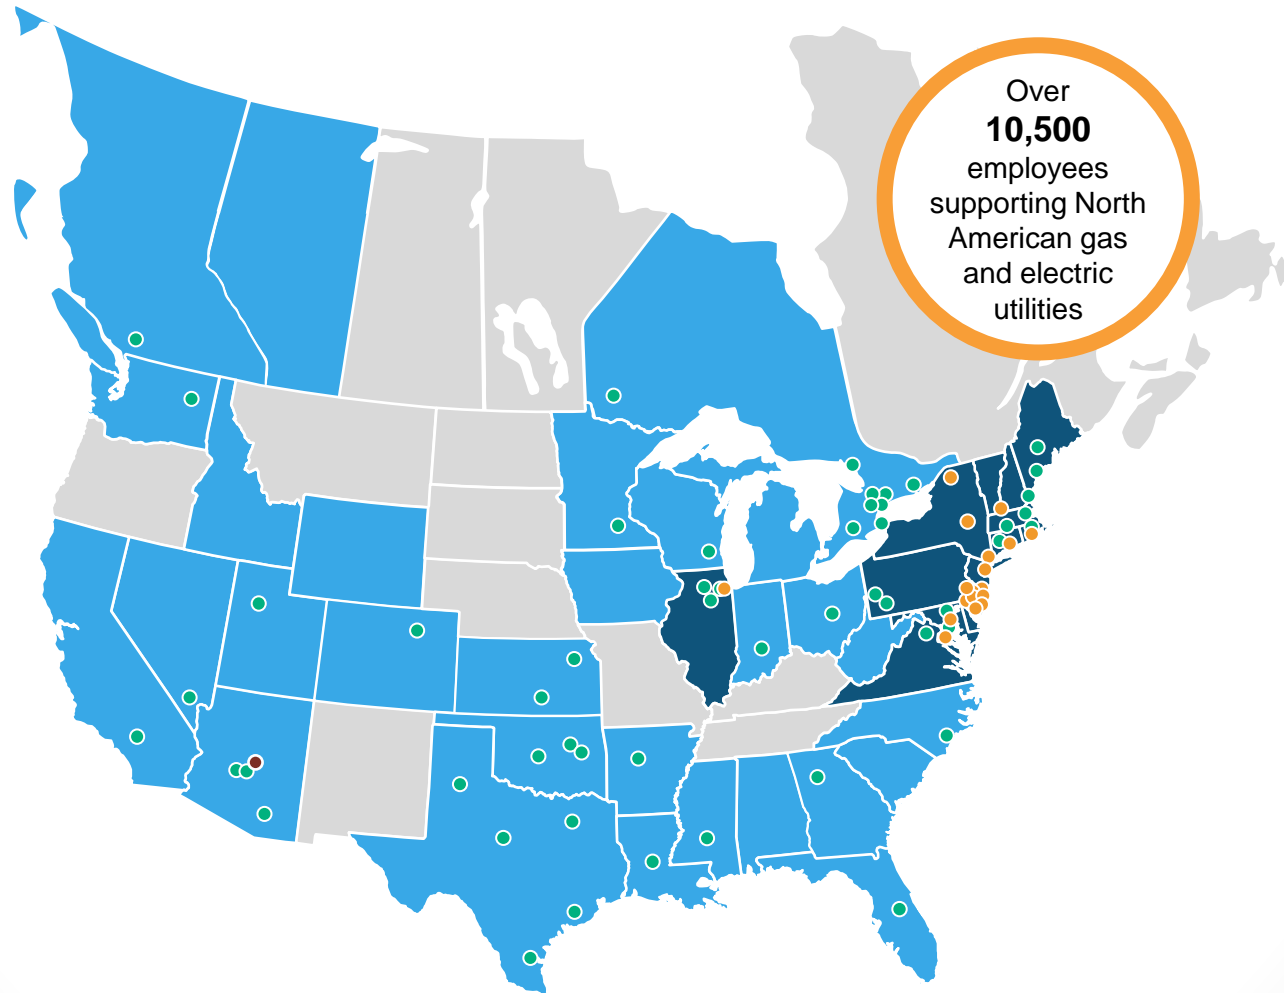 Over
10,500
employees
supporting North
American gas
and electric
utilities